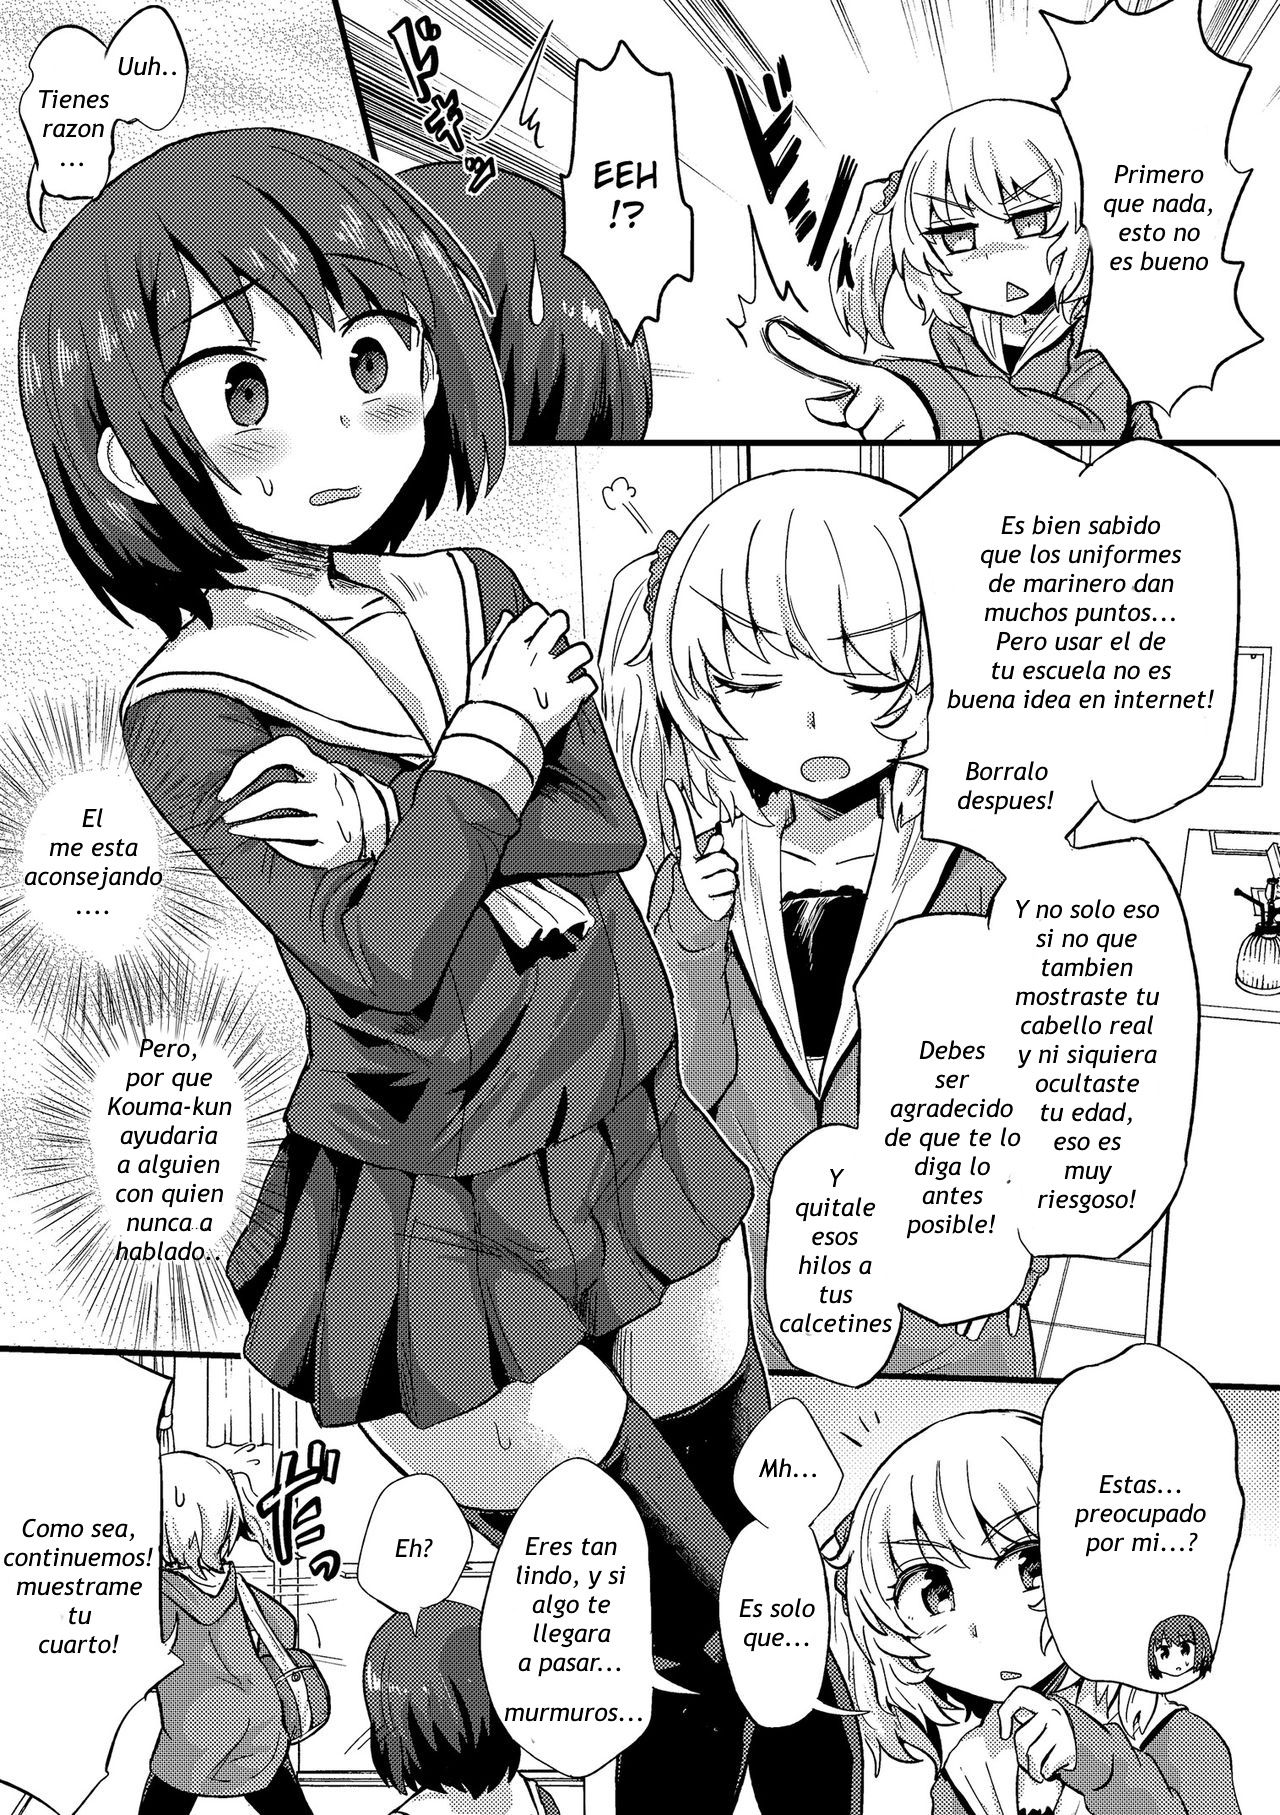 Primero
que nada,
esto no
es bueno
EEH
!?
ドキッ
Uuh..
Tienes
razon
...
Es bien sabido
que los uniformes
de marinero dan
muchos puntos...
Pero usar el de
tu escuela no es
buena idea en internet!
Borralo
despues!
Y no solo eso
si no que
tambien
mostraste tu
cabello real
y ni siquiera
ocultaste
tu edad,
eso es
muy
riesgoso!
Debes
ser
agradecido
de que te lo
diga lo
antes
posible!
Y
quitale
esos
hilos a
tus
calcetines
El
me esta
aconsejando
....
Pero,
por que
Kouma-kun
ayudaria
a alguien
con quien
nunca a
hablado..
Estas...
preocupado
por mi...?
Mh...
Es solo
que...
Eres tan
lindo, y si
algo te
llegara
a pasar...
murmuros...
Eh?
Como sea,
continuemos!
muestrame
tu
cuarto!